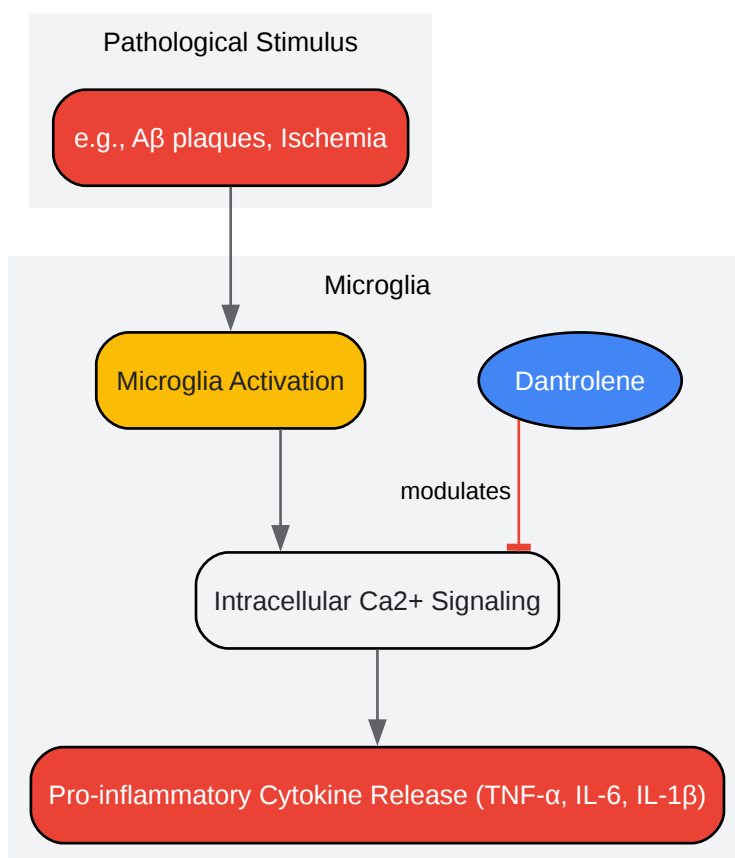 Pathological Stimulus
e.g., Aβ plaques, Ischemia
Microglia
Microglia Activation
Dantrolene
modulates
Intracellular Ca2+ Signaling
Pro-inflammatory Cytokine Release (TNF-α, IL-6, IL-1β)